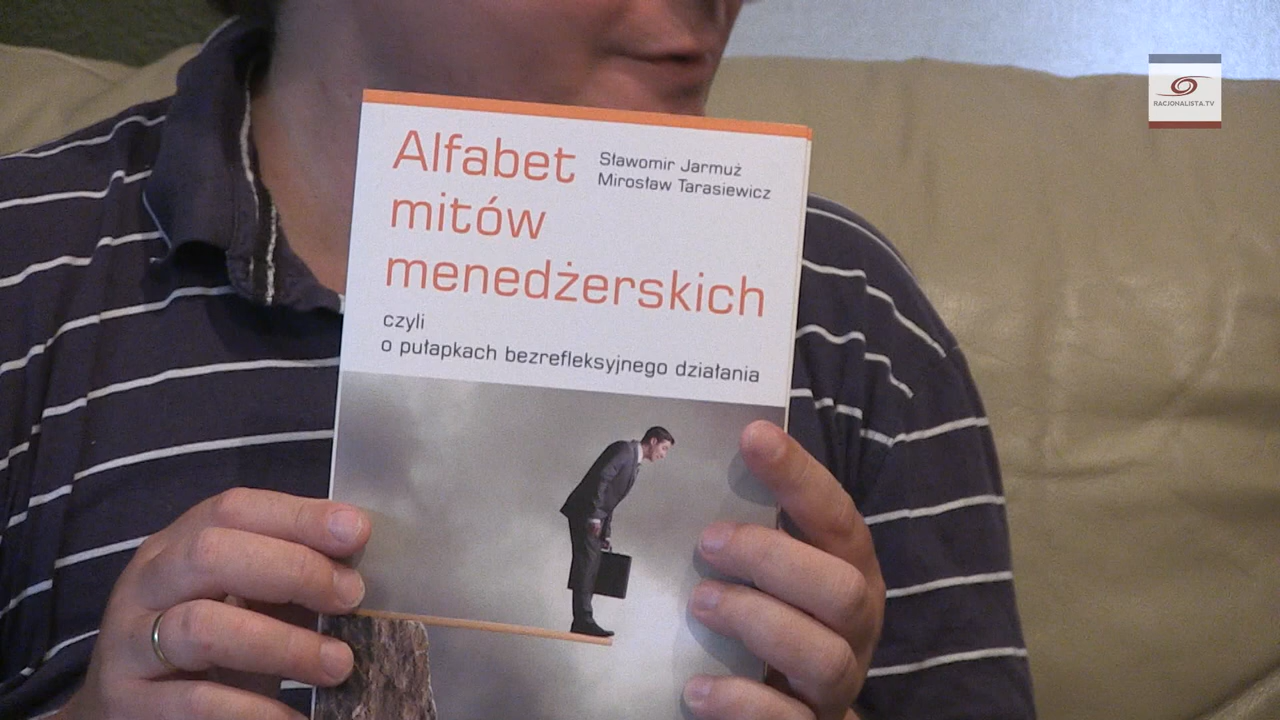 Alfabet
mitów
menedżerskich
Sławomir Jarmuż
Mirosław Tarasiewicz
czyli
o pułapkach bezrefleksyjnego działania
RACJONALISTA.TV